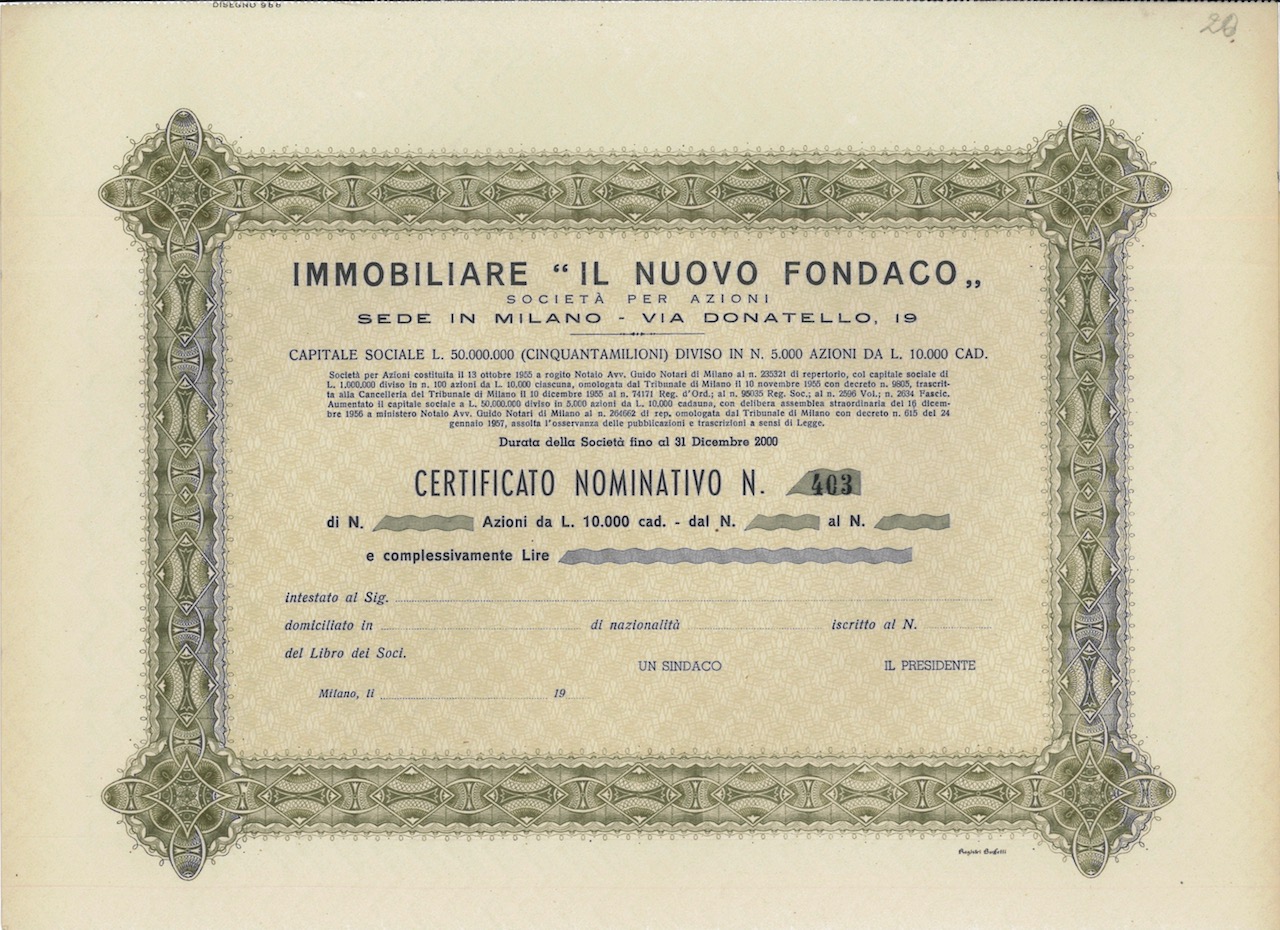 DISEGNO 966
20
IMMOBILIARE “ IL NUOVO FONDACO „
SOCIETÀ PER AZIONI
SEDE IN MILANO - VIA DONATELLO, 19
CAPITALE SOCIALE L. 50.000.000 (CINQUANTAMILIONI) DIVISO IN N. 5.000 AZIONI DA L. 10.000 CAD.
Società per Azioni costituita il 13 ottobre 1955 a rogito Notaio Avv. Guido Notari di Milano al n. 235321 di repertorio, col capitale sociale di
L. 1,000,000 diviso in n. 100 azioni da L. 10,000 ciascuna, omologata dal Tribunale di Milano il 10 novembre 1955 con decreto n. 9805, trascrit-
ta alla Cancelleria del Tribunale di Milano il 10 dicembre 1955 al n. 74171 Reg. d'Ord.; al n. 95035 Reg. Soc.; al n. 2596 Vol.; n. 2634 Fascic.
Aumentato il capitale sociale a L. 50,000,000 diviso in 5,000 azioni da L. 10,000 cadauna, con delibera assemblea straordinaria del 16 dicem-
bre 1956 a ministero Notaio Avv. Guido Notari di Milano al n. 264662 di rep. omologata dal Tribunale di Milano con decreto n. 615 del 24
gennaio 1957, assolta l'osservanza delle pubblicazioni e trascrizioni a sensi di Legge.
Durata della Società fino al 31 Dicembre 2000
CERTIFICATO NOMINATIVO N. 403
di N. Azioni da L. 10.000 cad. - dal N. al N.
e complessivamente Lire
intestato al Sig.
domiciliato in di nazionalità iscritto al N.
del Libro dei Soci.
UN SINDACO IL PRESIDENTE
Milano, li 19
Registri Buffetti